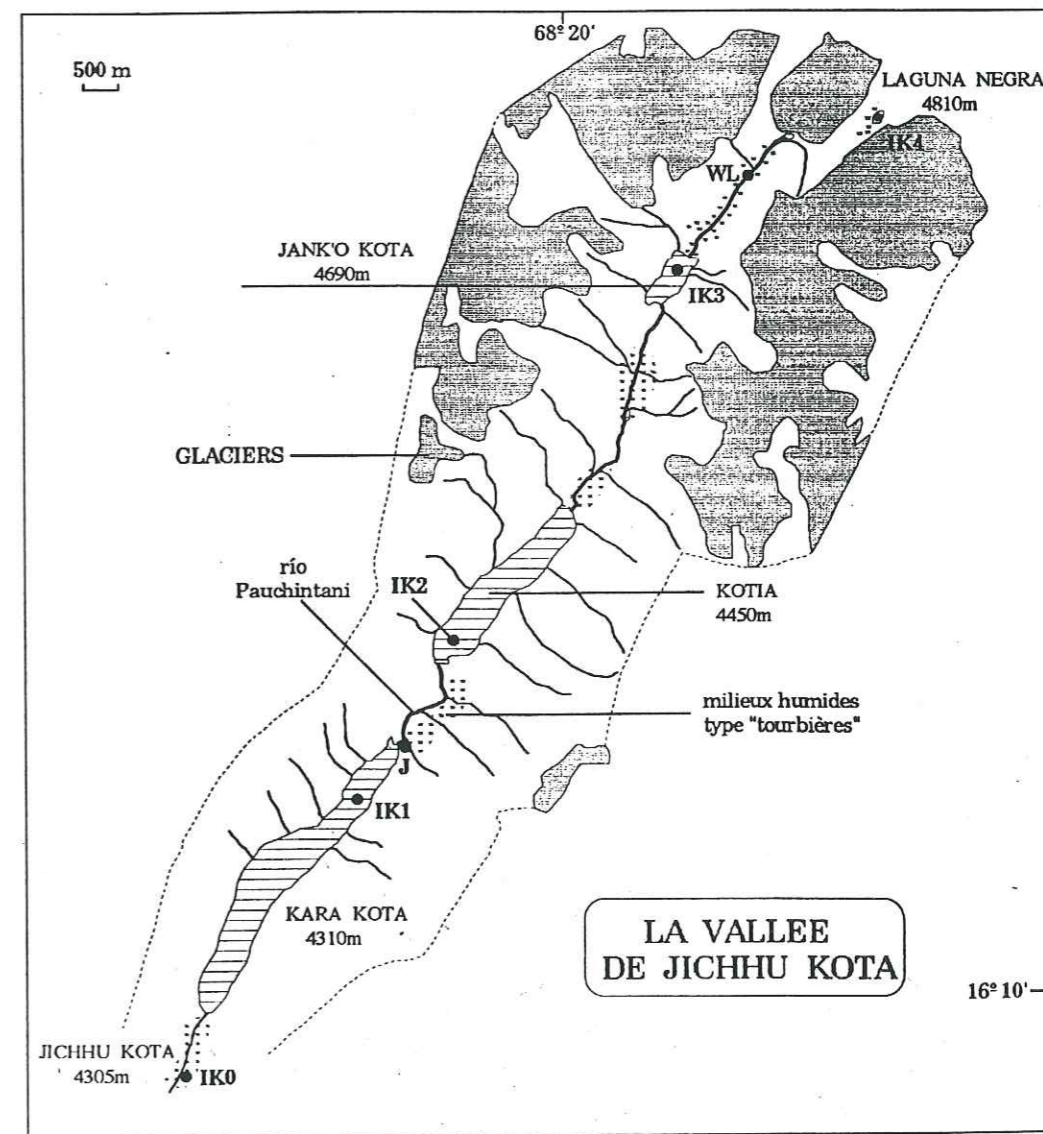 68° 20'
500 m
LAGUNA NEGRA
4810m
IK4
WL
JANK'O KOTA
4690m
IK3
GLACIERS
río
Pauchintani
IK2
KOTIA
4450m
milieux humides
type "tourbières"
J
IK1
KARA KOTA
4310m
LA VALLEE
DE JICHHU KOTA
16° 10'
JICHHU KOTA
4305m
IK0